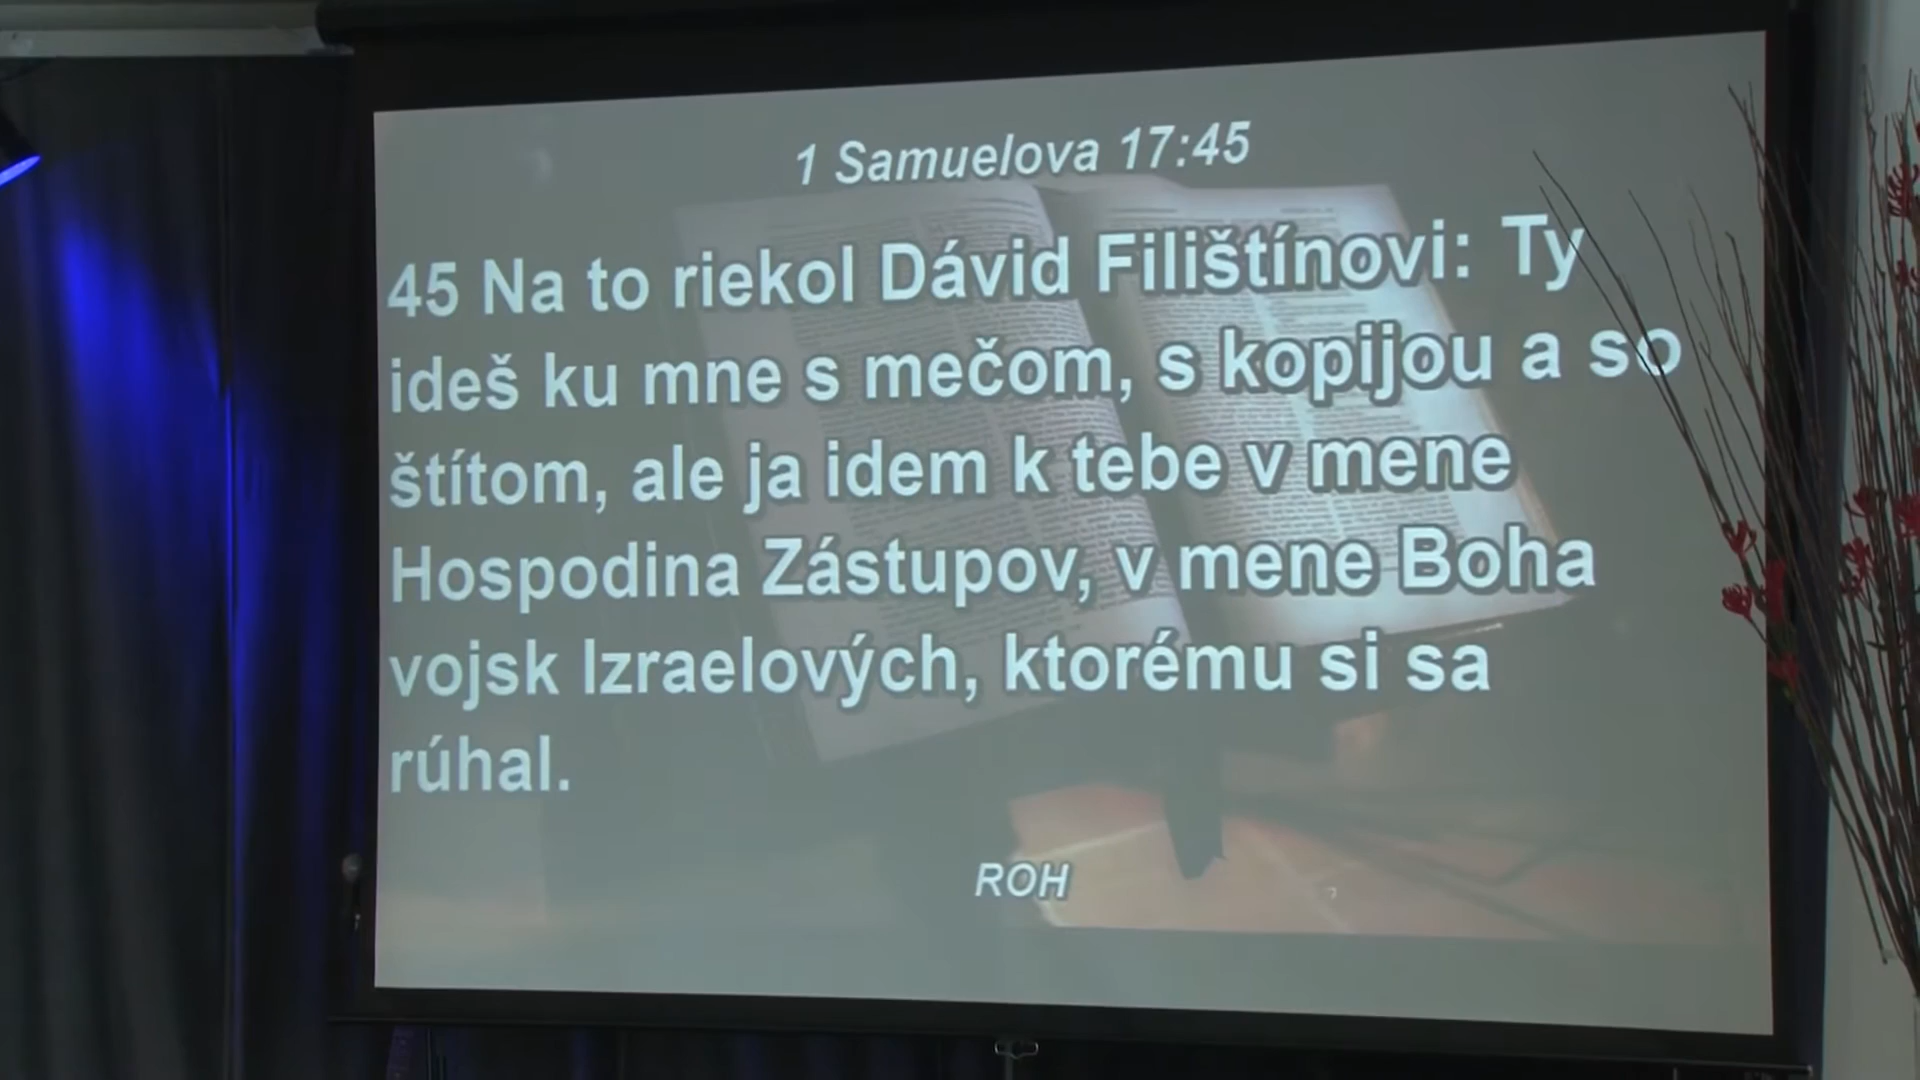 1 Samuelova 17:45
45 Na to riekol Dávid Filištínovi: Ty
ideš ku mne s mečom, s kopijou a so
štítom, ale ja idem k tebe v mene
Hospodina Zástupov, v mene Boha
vojsk Izraelových, ktorému si sa
rúhal.
ROH